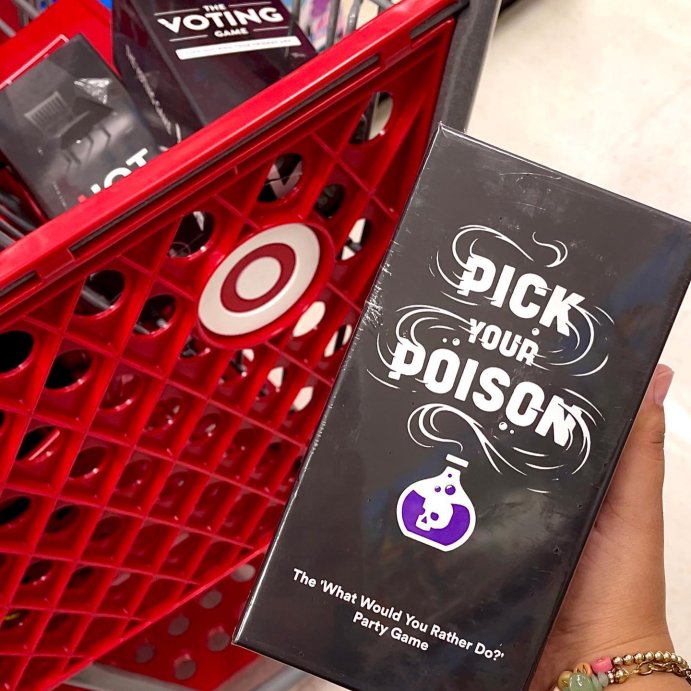 THE
VOTING
GAME
PICK
YOUR
POISON
The 'What Would You Rather Do?'
Party Game